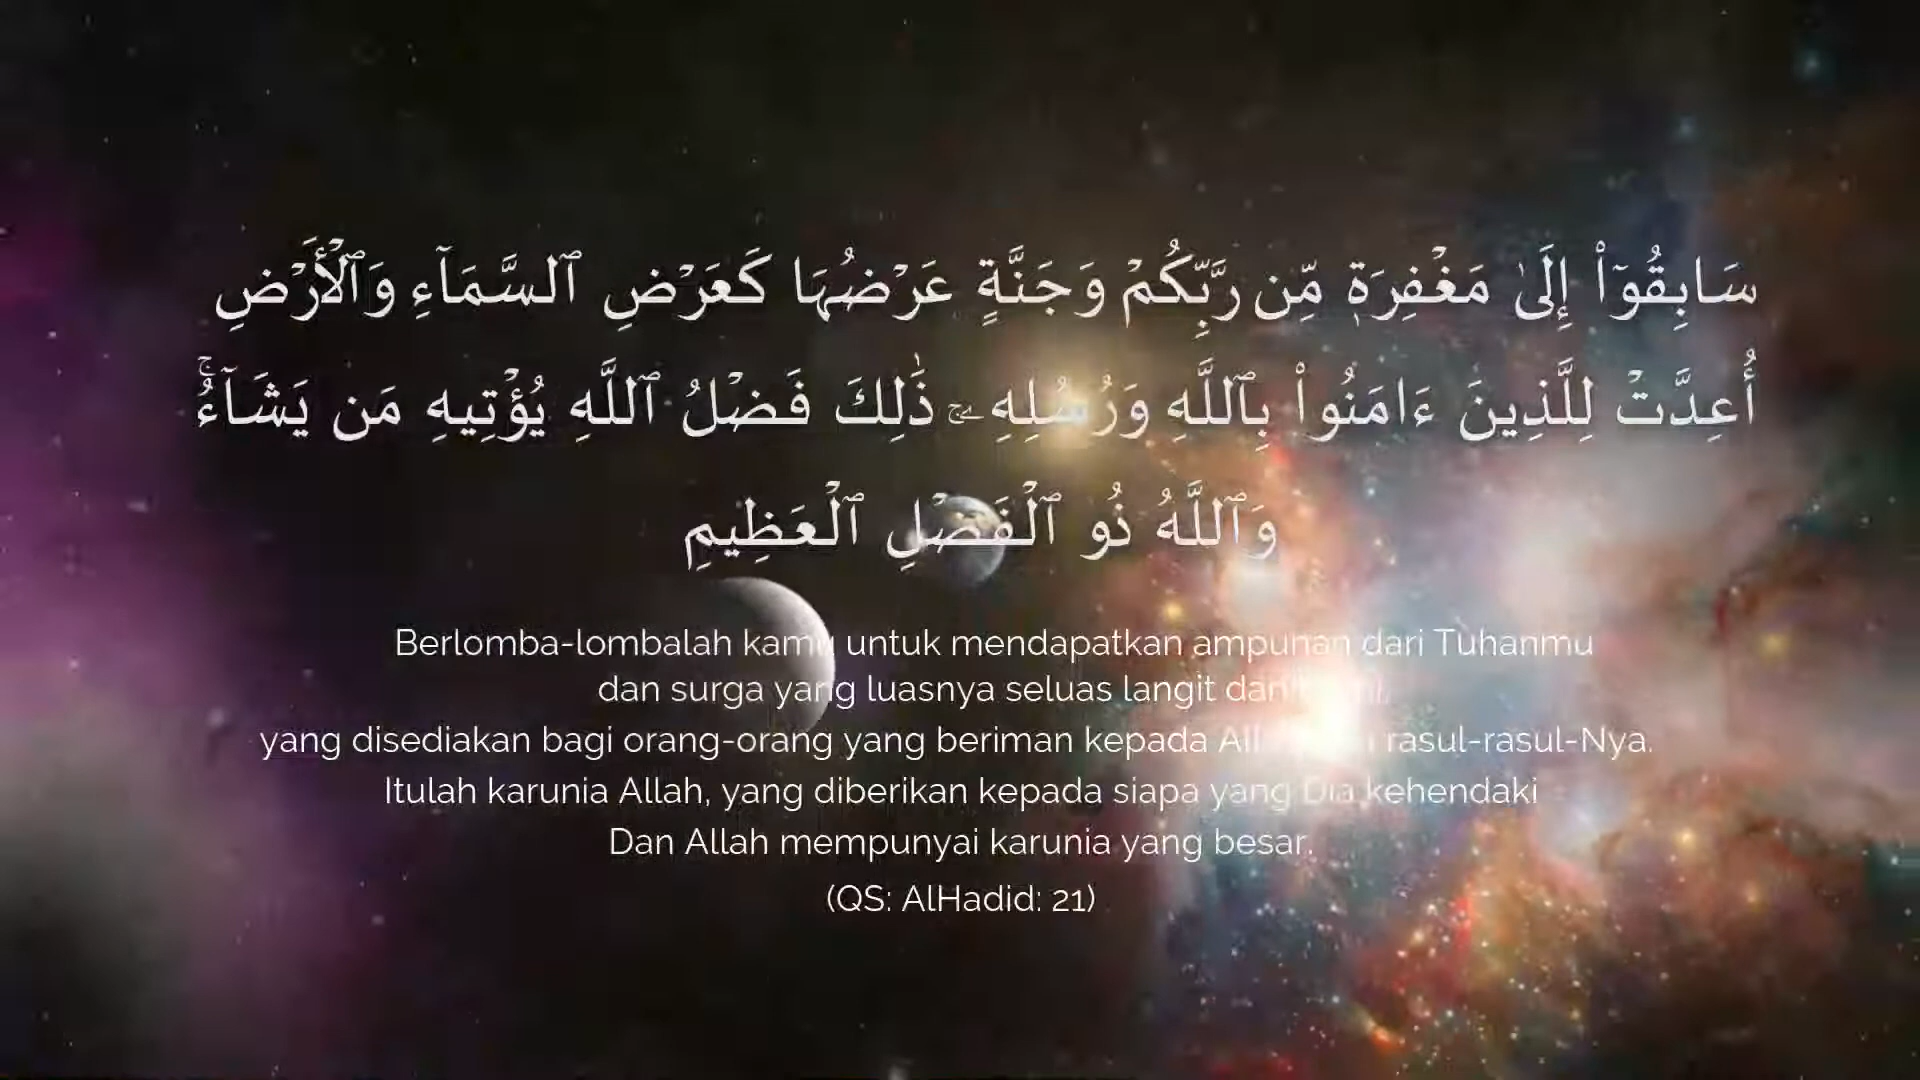 سَابِقُوٓا۟ إِلَىٰ مَغْفِرَةٍ مِّن رَّبِّكُمْ وَجَنَّةٍ عَرْضُهَا كَعَرْضِ ٱلسَّمَآءِ وَٱلْأَرْضِ
أُعِدَّتْ لِلَّذِينَ ءَامَنُوا۟ بِٱللَّهِ وَرُسُلِهِۦ ۚ ذَٰلِكَ فَضْلُ ٱللَّهِ يُؤْتِيهِ مَن يَشَآءُ ۚ
وَٱللَّهُ ذُو ٱلْفَضْلِ ٱلْعَظِيمِ
Berlomba-lombalah kamu untuk mendapatkan ampunan dari Tuhanmu
dan surga yang luasnya seluas langit dan
yang disediakan bagi orang-orang yang beriman kepada rasul-rasul-Nya.
Itulah karunia Allah, yang diberikan kepada siapa yang Dia kehendaki
Dan Allah mempunyai karunia yang besar.
(QS: AlHadid: 21)